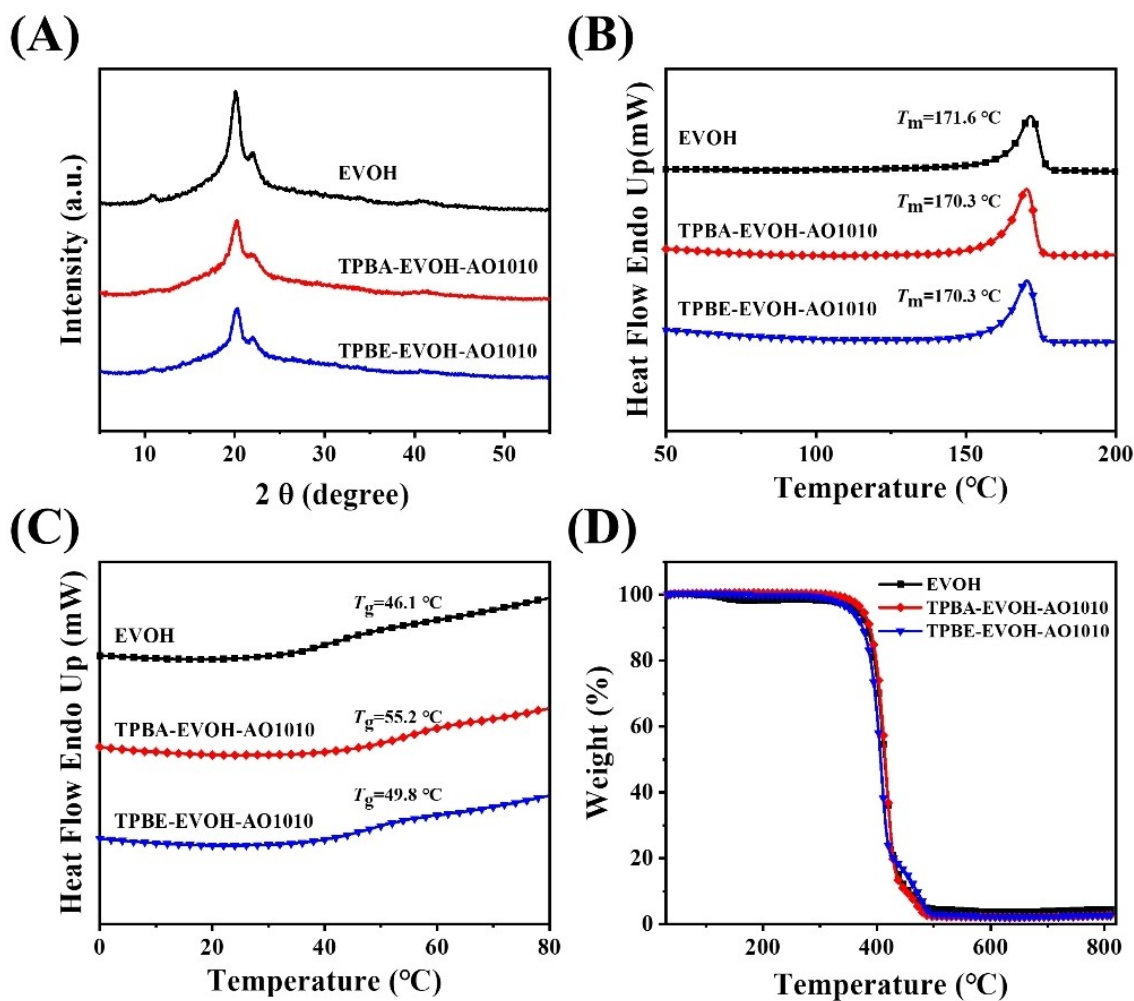 (A)
Intensity (a.u.)
EVOH
TPBA-EVOH-AO1010
TPBE-EVOH-AO1010
10 20 30 40 50
2 θ (degree)
(B)
Heat Flow Endo Up(mW)
EVOH
Tm=171.6 °C
TPBA-EVOH-AO1010
Tm=170.3 °C
TPBE-EVOH-AO1010
Tm=170.3 °C
50 100 150 200
Temperature (°C)
(C)
Heat Flow Endo Up (mW)
EVOH
Tg=46.1 °C
TPBA-EVOH-AO1010
Tg=55.2 °C
TPBE-EVOH-AO1010
Tg=49.8 °C
0 20 40 60 80
Temperature (°C)
(D)
Weight (%)
100
80
60
40
20
0
EVOH
TPBA-EVOH-AO1010
TPBE-EVOH-AO1010
200 400 600 800
Temperature (°C)